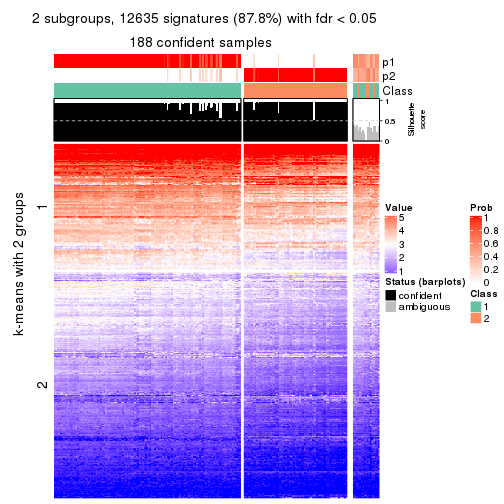 2 subgroups, 12635 signatures (87.8%) with fdr < 0.05
188 confident samples
p1
p2
Class
1
0.5
0
Silhouette
score
k-means with 2 groups
1
2
Value
5
4
3
2
1
Status (barplots)
confident
ambiguous
Prob
1
0.8
0.6
0.4
0.2
0
Class
1
2